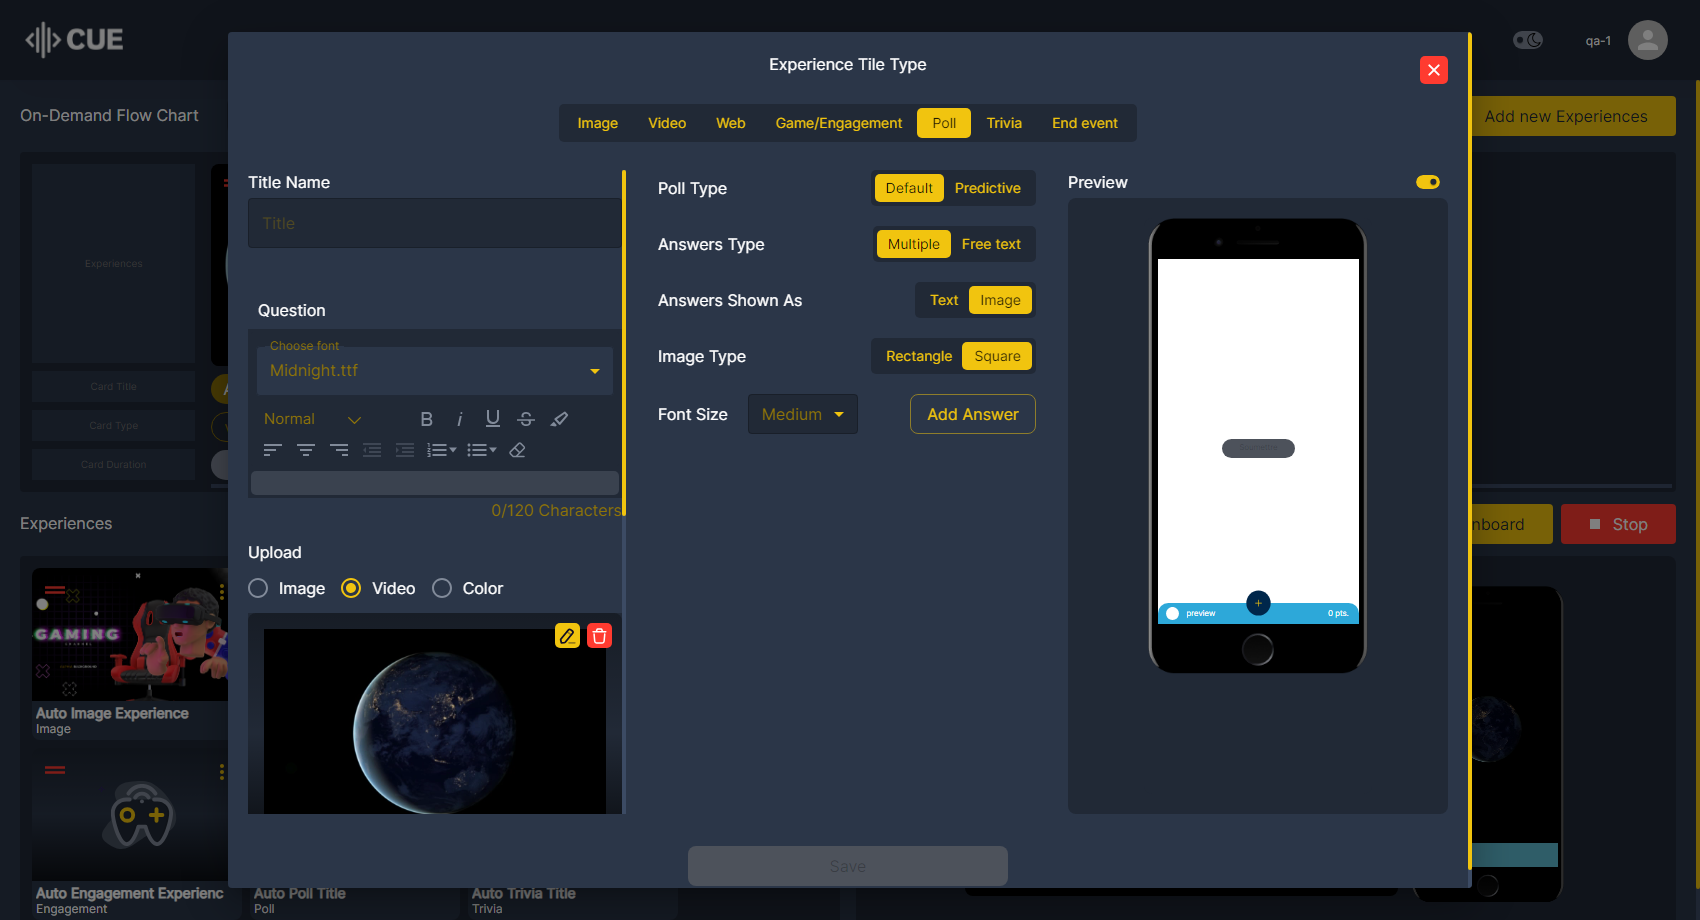 CUE
qa-1
On-Demand Flow Chart
Add new Experiences
Experiences
Card Title
Card Type
Card Duration
Experiences
Stop
GAMING
Auto Image Experience
Image
Auto Engagement Experienc
Engagement
Auto Poll Title
Poll
Auto Trivia Title
Trivia
Experience Tile Type
Image Video Web Game/Engagement Poll Trivia End event
Title Name
Title
Question
Choose font
Midnight.ttf
Normal
B i U S
0/120 Characters
Upload
Image Video Color
Poll Type Default Predictive
Answers Type Multiple Free text
Answers Shown As Text Image
Image Type Rectangle Square
Font Size Medium Add Answer
Preview
+
preview 0 pts.
Save